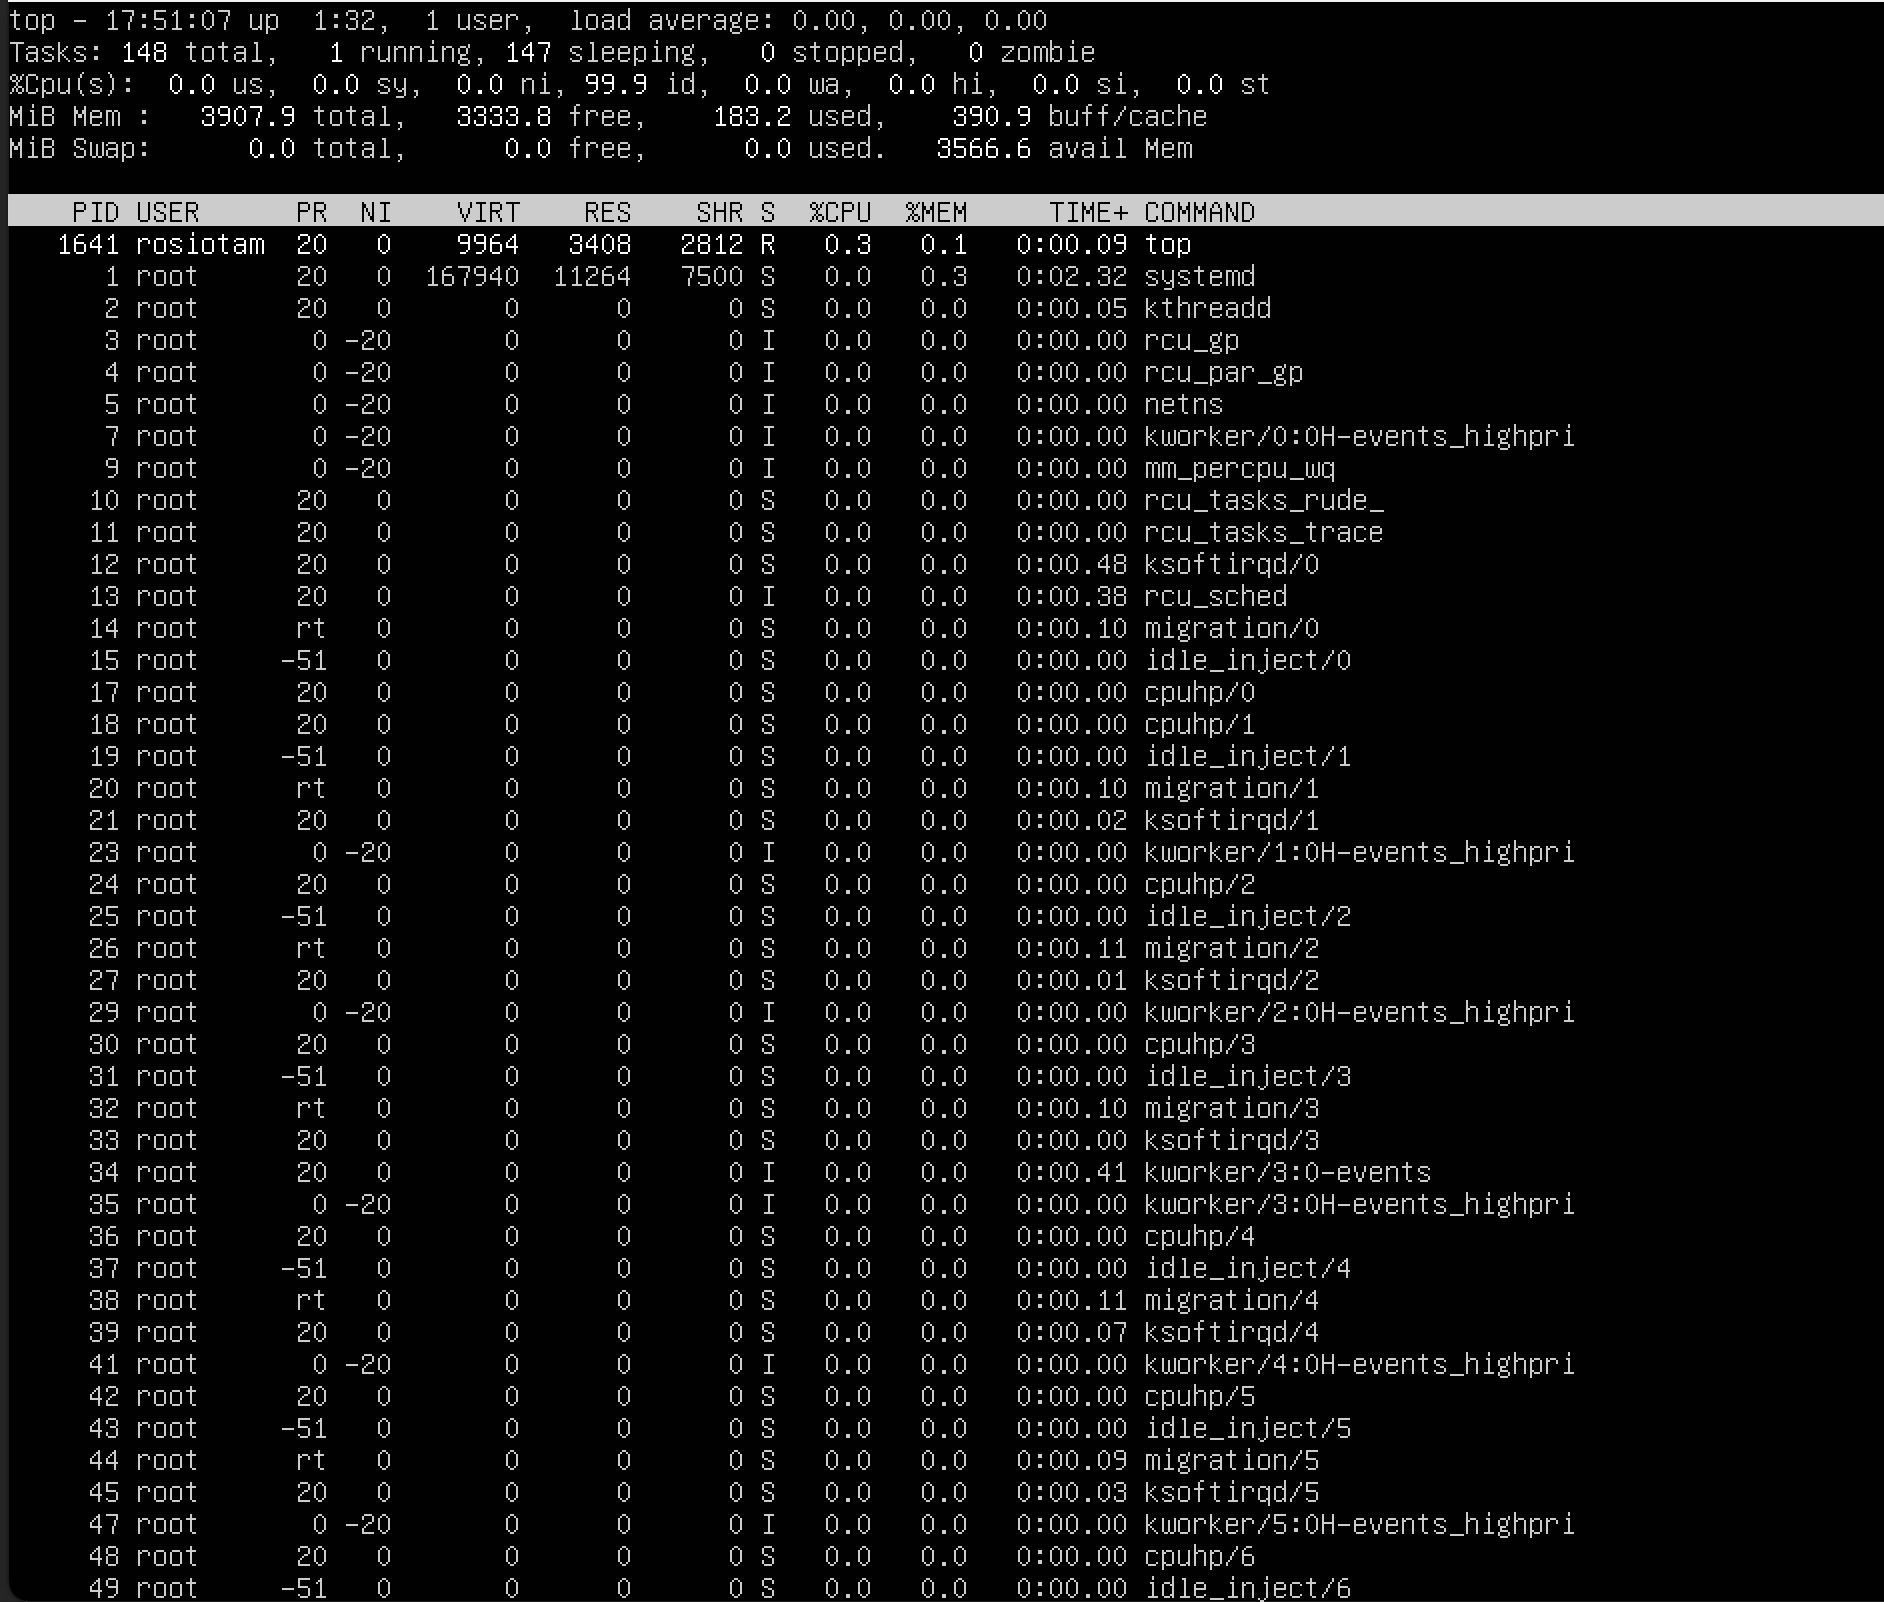 top - 17:51:07 up  1:32,  1 user,  load average: 0.00, 0.00, 0.00
Tasks: 148 total,   1 running, 147 sleeping,   0 stopped,   0 zombie
%Cpu(s):  0.0 us,  0.0 sy,  0.0 ni, 99.9 id,  0.0 wa,  0.0 hi,  0.0 si,  0.0 st
MiB Mem :   3907.9 total,   3333.8 free,    183.2 used,    390.9 buff/cache
MiB Swap:      0.0 total,      0.0 free,      0.0 used.   3566.6 avail Mem
PID USER      PR  NI    VIRT    RES    SHR S  %CPU  %MEM     TIME+ COMMAND
1641 rosiotam  20   0    9964   3408   2812 R   0.3   0.1   0:00.09 top
1 root      20   0  167940  11264   7500 S   0.0   0.3   0:02.32 systemd
2 root      20   0       0      0      0 S   0.0   0.0   0:00.05 kthreadd
3 root       0 -20       0      0      0 I   0.0   0.0   0:00.00 rcu_gp
4 root       0 -20       0      0      0 I   0.0   0.0   0:00.00 rcu_par_gp
5 root       0 -20       0      0      0 I   0.0   0.0   0:00.00 netns
7 root       0 -20       0      0      0 I   0.0   0.0   0:00.00 kworker/0:0H-events_highpri
9 root       0 -20       0      0      0 I   0.0   0.0   0:00.00 mm_percpu_wq
10 root      20   0       0      0      0 S   0.0   0.0   0:00.00 rcu_tasks_rude_
11 root      20   0       0      0      0 S   0.0   0.0   0:00.00 rcu_tasks_trace
12 root      20   0       0      0      0 S   0.0   0.0   0:00.48 ksoftirqd/0
13 root      20   0       0      0      0 I   0.0   0.0   0:00.38 rcu_sched
14 root      rt   0       0      0      0 S   0.0   0.0   0:00.10 migration/0
15 root     -51   0       0      0      0 S   0.0   0.0   0:00.00 idle_inject/0
17 root      20   0       0      0      0 S   0.0   0.0   0:00.00 cpuhp/0
18 root      20   0       0      0      0 S   0.0   0.0   0:00.00 cpuhp/1
19 root     -51   0       0      0      0 S   0.0   0.0   0:00.00 idle_inject/1
20 root      rt   0       0      0      0 S   0.0   0.0   0:00.10 migration/1
21 root      20   0       0      0      0 S   0.0   0.0   0:00.02 ksoftirqd/1
23 root       0 -20       0      0      0 I   0.0   0.0   0:00.00 kworker/1:0H-events_highpri
24 root      20   0       0      0      0 S   0.0   0.0   0:00.00 cpuhp/2
25 root     -51   0       0      0      0 S   0.0   0.0   0:00.00 idle_inject/2
26 root      rt   0       0      0      0 S   0.0   0.0   0:00.11 migration/2
27 root      20   0       0      0      0 S   0.0   0.0   0:00.01 ksoftirqd/2
29 root       0 -20       0      0      0 I   0.0   0.0   0:00.00 kworker/2:0H-events_highpri
30 root      20   0       0      0      0 S   0.0   0.0   0:00.00 cpuhp/3
31 root     -51   0       0      0      0 S   0.0   0.0   0:00.00 idle_inject/3
32 root      rt   0       0      0      0 S   0.0   0.0   0:00.10 migration/3
33 root      20   0       0      0      0 S   0.0   0.0   0:00.00 ksoftirqd/3
34 root      20   0       0      0      0 I   0.0   0.0   0:00.41 kworker/3:0-events
35 root       0 -20       0      0      0 I   0.0   0.0   0:00.00 kworker/3:0H-events_highpri
36 root      20   0       0      0      0 S   0.0   0.0   0:00.00 cpuhp/4
37 root     -51   0       0      0      0 S   0.0   0.0   0:00.00 idle_inject/4
38 root      rt   0       0      0      0 S   0.0   0.0   0:00.11 migration/4
39 root      20   0       0      0      0 S   0.0   0.0   0:00.07 ksoftirqd/4
41 root       0 -20       0      0      0 I   0.0   0.0   0:00.00 kworker/4:0H-events_highpri
42 root      20   0       0      0      0 S   0.0   0.0   0:00.00 cpuhp/5
43 root     -51   0       0      0      0 S   0.0   0.0   0:00.00 idle_inject/5
44 root      rt   0       0      0      0 S   0.0   0.0   0:00.09 migration/5
45 root      20   0       0      0      0 S   0.0   0.0   0:00.03 ksoftirqd/5
47 root       0 -20       0      0      0 I   0.0   0.0   0:00.00 kworker/5:0H-events_highpri
48 root      20   0       0      0      0 S   0.0   0.0   0:00.00 cpuhp/6
49 root     -51   0       0      0      0 S   0.0   0.0   0:00.00 idle_inject/6